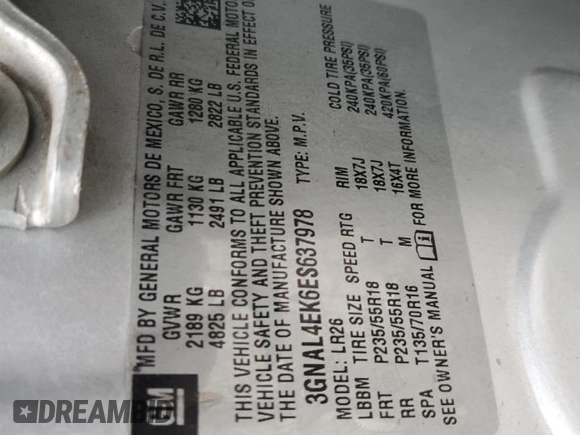 MFD BY GENERAL MOTORS DE MEXICO, S. DE R.L. DE C.V.
GVWR GAWR FRT GAWR RR
2189 KG 1130 KG 1280 KG
4825 LB 2491 LB 2822 LB
THIS VEHICLE CONFORMS TO ALL APPLICABLE U.S. FEDERAL MOTO
VEHICLE SAFETY AND THEFT PREVENTION STANDARDS IN EFFECT O
THE DATE OF MANUFACTURE SHOWN ABOVE.
3GNAL4EK6ES637978 TYPE: M.P.V.
MODEL: LR26
LBBM TIRE SIZE SPEED RTG RIM COLD TIRE PRESSURE
FRT P235/55R18 T 18X7J 240KPA(35PSI)
RR P235/55R18 T 18X7J 240KPA(35PSI)
SPA T135/70R16 M 16X4T 420KPA(60PSI)
SEE OWNER'S MANUAL i FOR MORE INFORMATION.
GM
DREAMBID